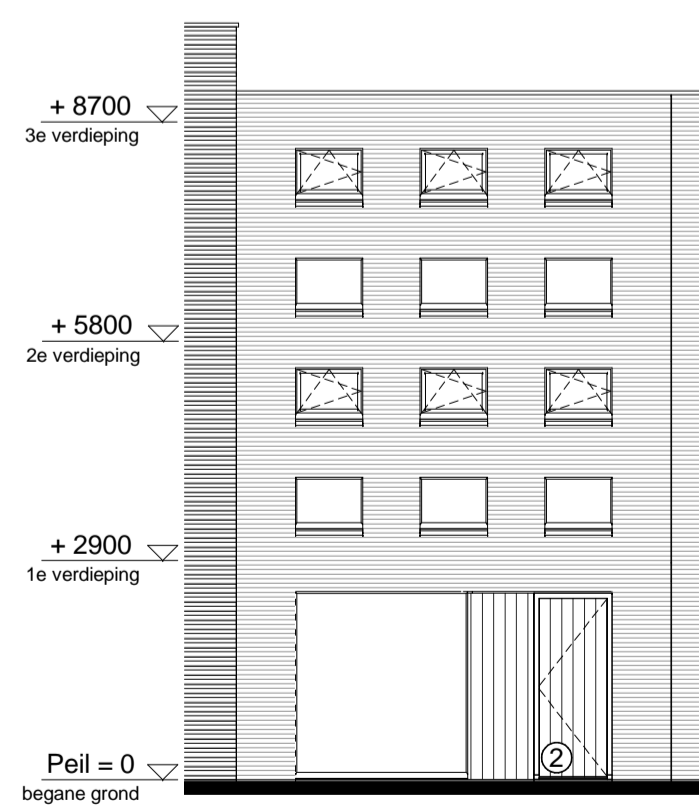 + 8700
3e verdieping
+ 5800
2e verdieping
+ 2900
1e verdieping
2
Peil = 0
begane grond